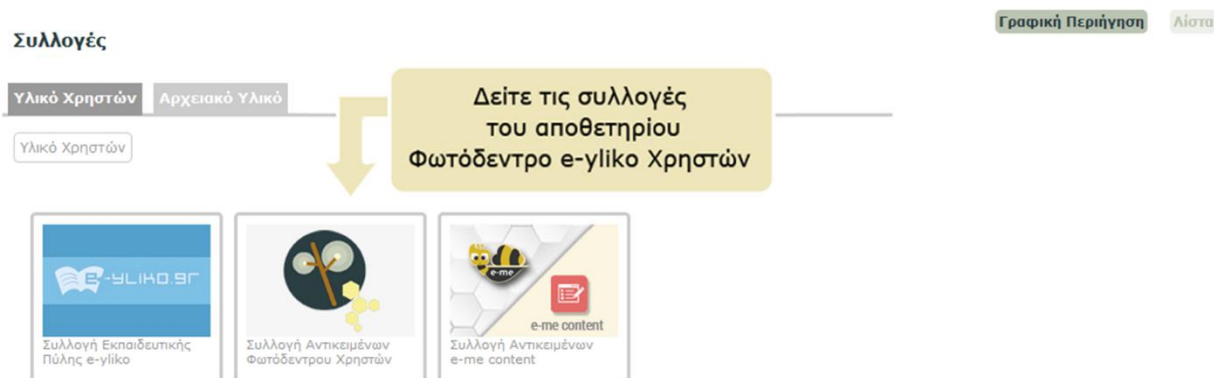 Γραφική Περιήγηση Λίστα
Συλλογές
Υλικό Χρηστών Αρχειακό Υλικό
Δείτε τις συλλογές
του αποθετηρίου
Φωτόδεντρο e-yliko Χρηστών
Υλικό Χρηστών
e-yliko.gr
e-me
e-me content
Συλλογή Εκπαιδευτικής
Πύλης e-yliko
Συλλογή Αντικειμένων
Φωτόδεντρου Χρηστών
Συλλογή Αντικειμένων
e-me content